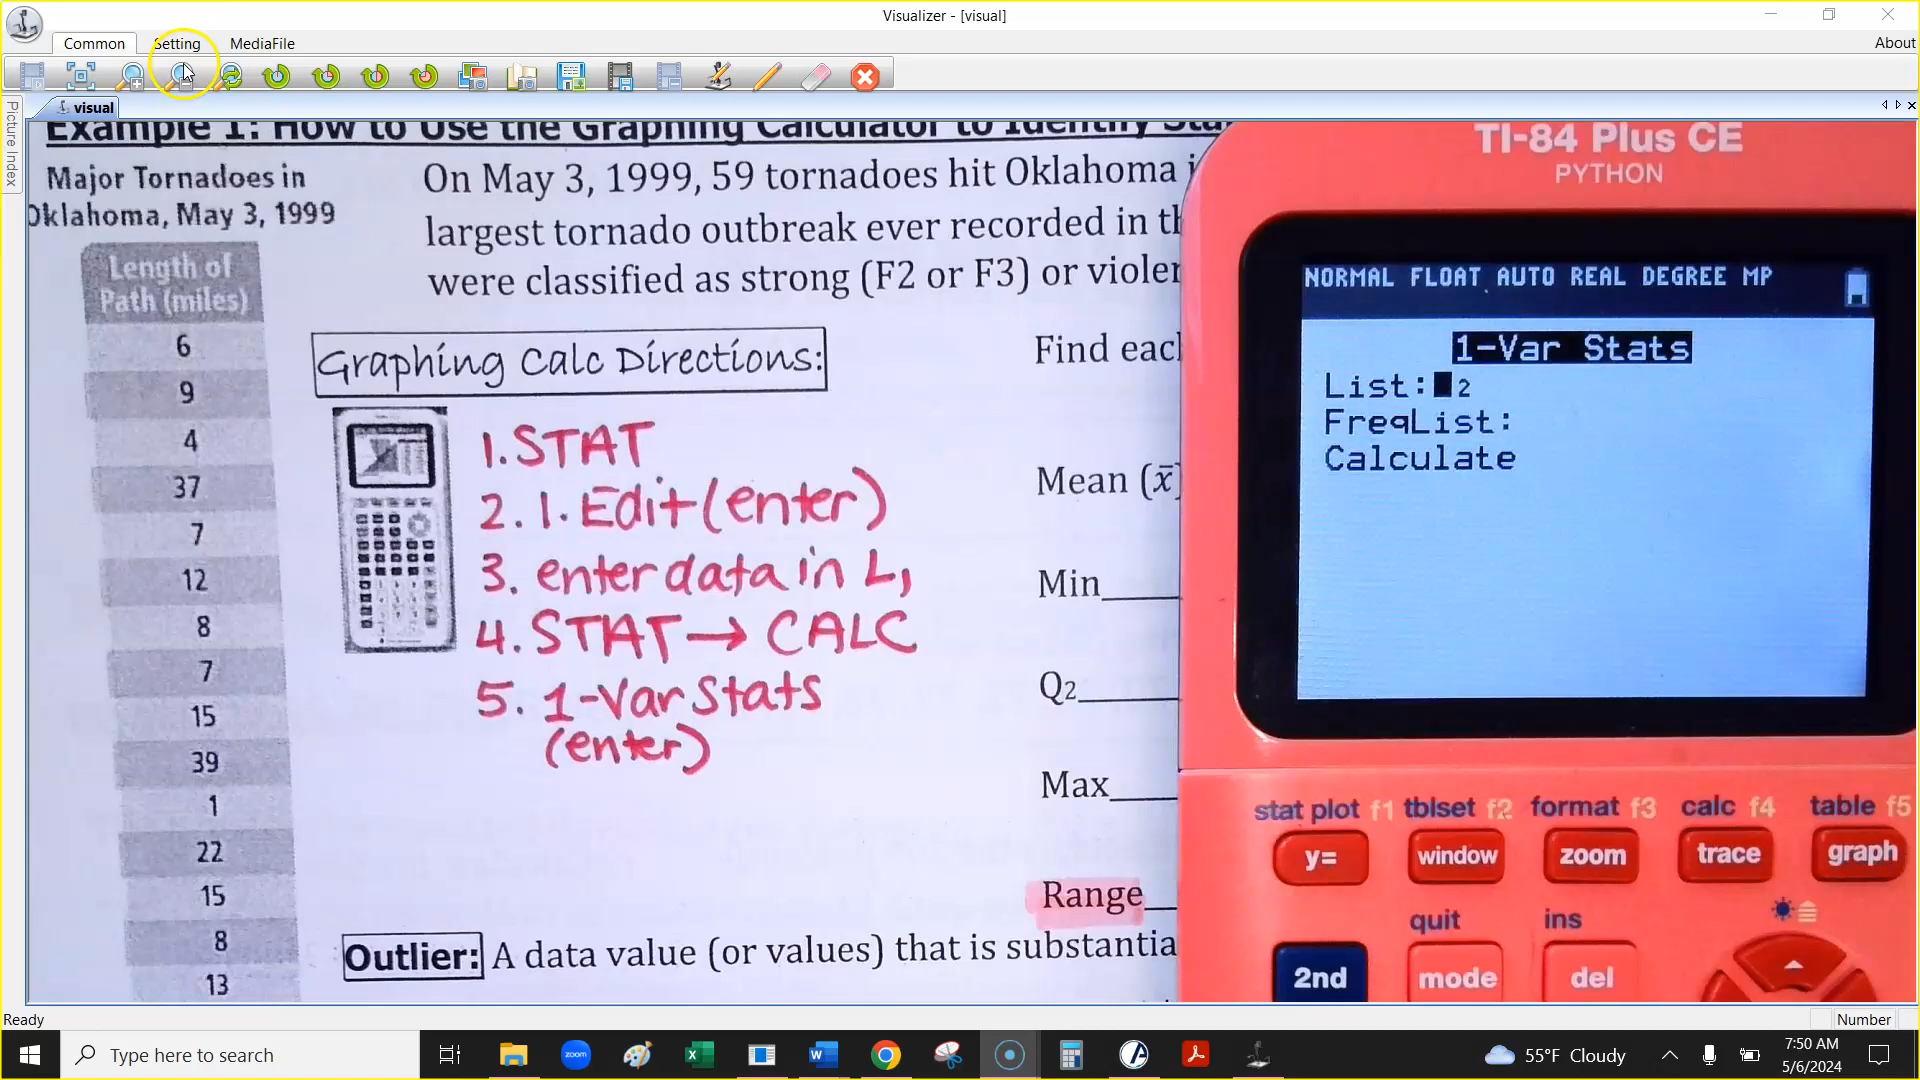 Visualizer - [visual]
Common Setting MediaFile About
visual
Picture Index
Example 1: How to Use the Graphing Calculator to Identify
Major Tornadoes in
Oklahoma, May 3, 1999
Length of
Path (miles)
6
9
4
37
7
12
8
7
15
39
1
22
15
8
13
On May 3, 1999, 59 tornadoes hit Oklahoma
largest tornado outbreak ever recorded in
were classified as strong (F2 or F3) or
Graphing Calc Directions:
1. STAT
2. 1. Edit (enter)
3. enter data in L1
4. STAT → CALC
5. 1-Var Stats
(enter)
Find
Mean (x̄)
Min
Q2
Max
Range
Outlier: A data value (or values) that is
TI-84 Plus CE
PYTHON
NORMAL FLOAT AUTO REAL DEGREE MP
1-Var Stats
List: 2
FreqList:
Calculate
stat plot f1 tblset f2 format f3 calc f4 table f5
y= window zoom trace graph
quit ins
2nd mode del
Ready Number
Type here to search
zoom
55°F Cloudy
7:50 AM
5/6/2024